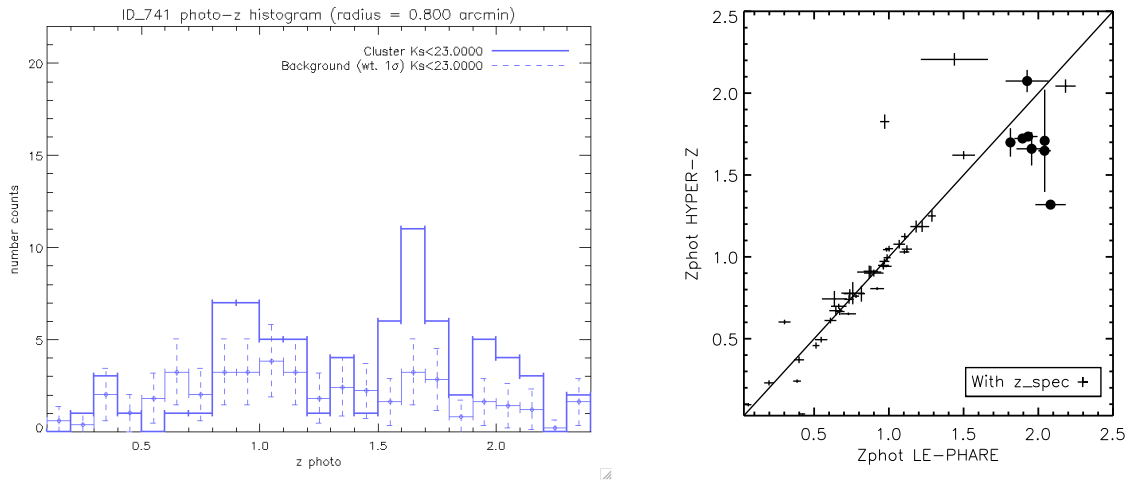 ID_741 photo-z histogram (radius = 0.800 arcmin)
Cluster Ks<23.0000
Background (wt. 1σ) Ks<23.0000
20
15
10
5
0
number counts
0.5 1.0 1.5 2.0
z photo
2.5
2.0
1.5
1.0
0.5
Zphot HYPER-Z
With z_spec
0.5 1.0 1.5 2.0 2.5
Zphot LE-PHARE